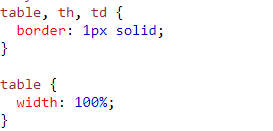 table, th, td {
  border: 1px solid;
}

table {
  width: 100%;
}